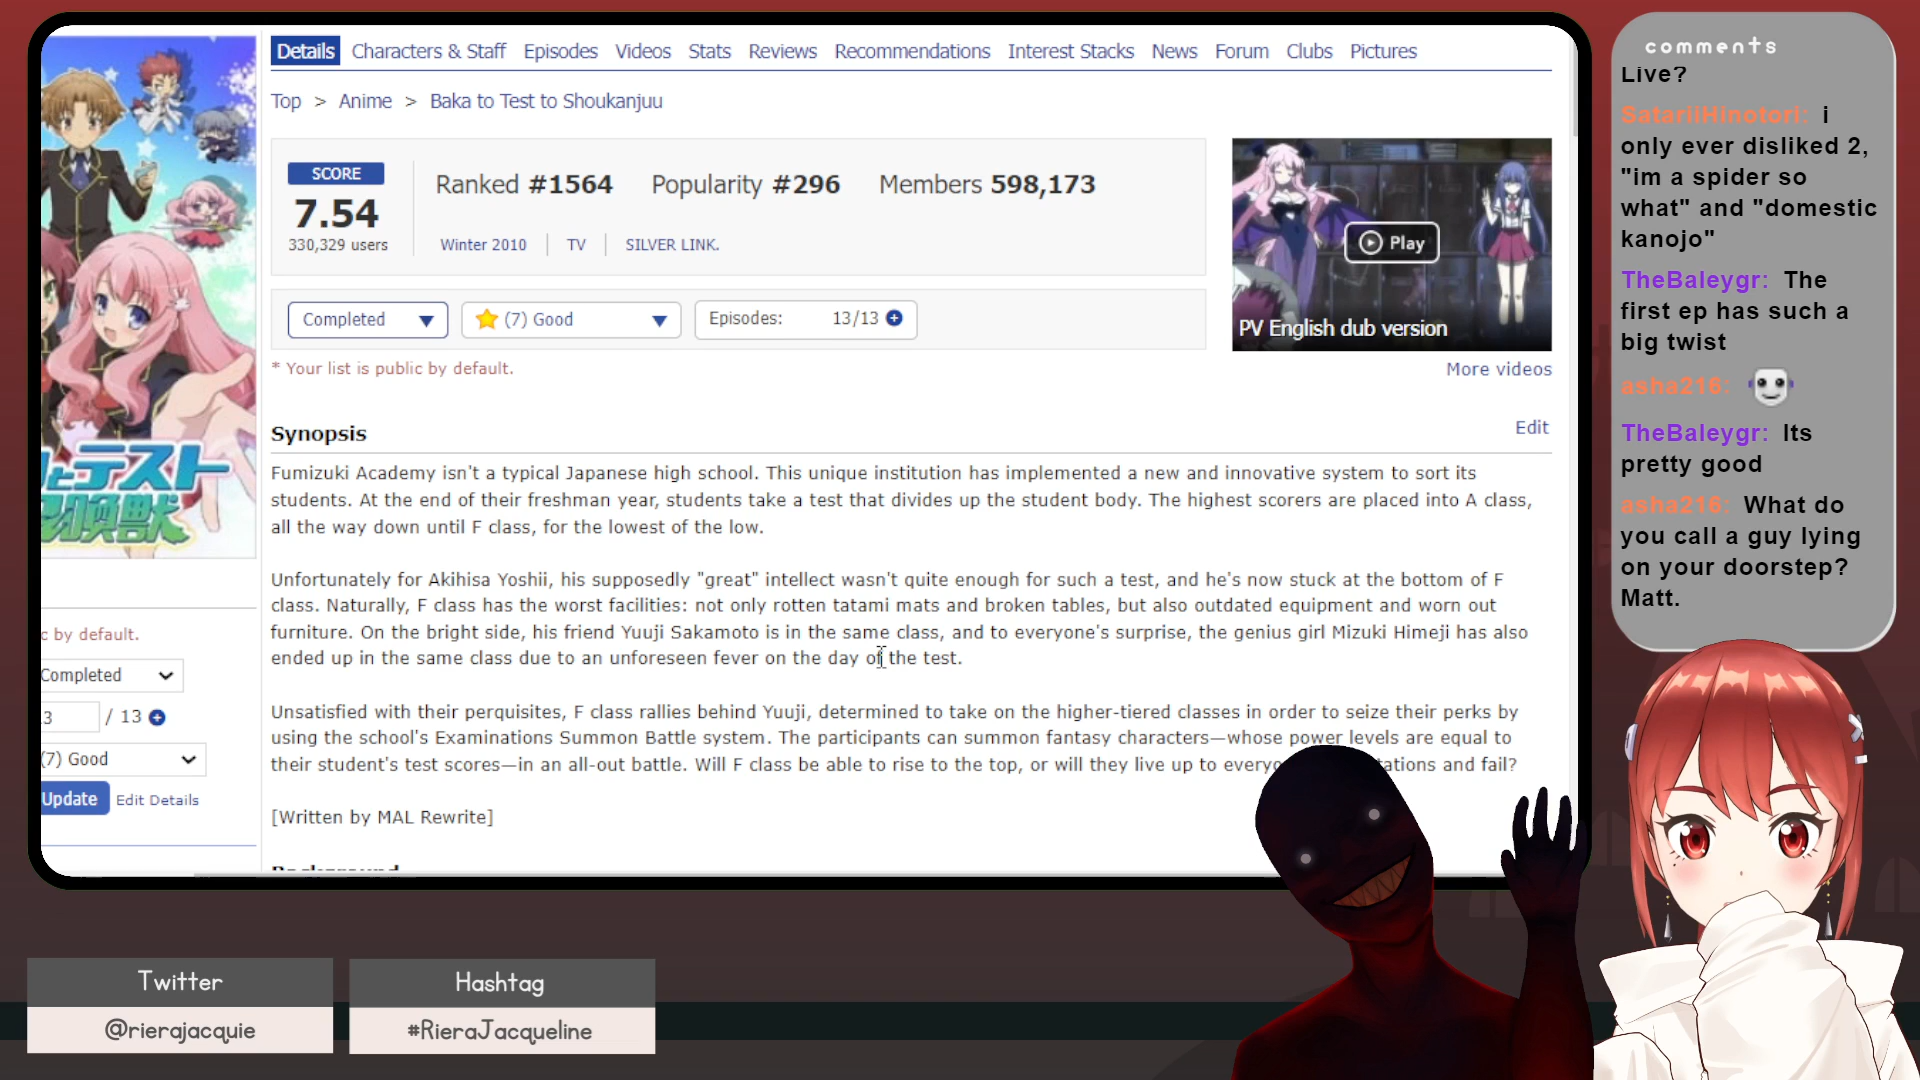 Details Characters & Staff Episodes Videos Stats Reviews Recommendations Interest Stacks News Forum Clubs Pictures
Top > Anime > Baka to Test to Shoukanjuu
SCORE
7.54
330,329 users
Ranked #1564 Popularity #296 Members 598,173
Winter 2010 TV SILVER LINK.
Completed (7) Good Episodes: 13/13
* Your list is public by default.
Play
PV English dub version
More videos
Synopsis
Edit
Fumizuki Academy isn't a typical Japanese high school. This unique institution has implemented a new and innovative system to sort its
students. At the end of their freshman year, students take a test that divides up the student body. The highest scorers are placed into A class,
all the way down until F class, for the lowest of the low.
Unfortunately for Akihisa Yoshii, his supposedly "great" intellect wasn't quite enough for such a test, and he's now stuck at the bottom of F
class. Naturally, F class has the worst facilities: not only rotten tatami mats and broken tables, but also outdated equipment and worn out
furniture. On the bright side, his friend Yuuji Sakamoto is in the same class, and to everyone's surprise, the genius girl Mizuki Himeji has also
ended up in the same class due to an unforeseen fever on the day of the test.
Unsatisfied with their perquisites, F class rallies behind Yuuji, determined to take on the higher-tiered classes in order to seize their perks by
using the school's Examinations Summon Battle system. The participants can summon fantasy characters—whose power levels are equal to
their student's test scores—in an all-out battle. Will F class be able to rise to the top, or will they live up to everyo tations and fail?
[Written by MAL Rewrite]
とテスト
召喚獣
c by default.
Completed
3 / 13
(7) Good
Update Edit Details
comments
Live?
SatariiHinotori: i
only ever disliked 2,
"im a spider so
what" and "domestic
kanojo"
TheBaleygr: The
first ep has such a
big twist
asha216:
TheBaleygr: Its
pretty good
asha216: What do
you call a guy lying
on your doorstep?
Matt.
Twitter
@rierajacquie
Hashtag
#RieraJacqueline